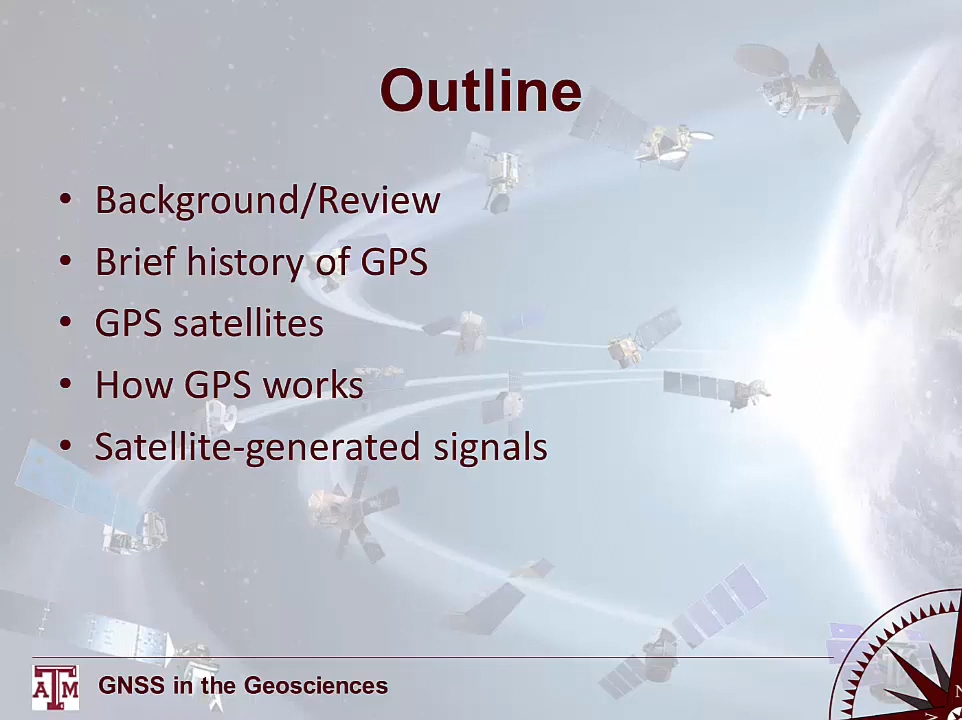 Outline
• Background/Review
• Brief history of GPS
• GPS satellites
• How GPS works
• Satellite-generated signals
ATM GNSS in the Geosciences
N